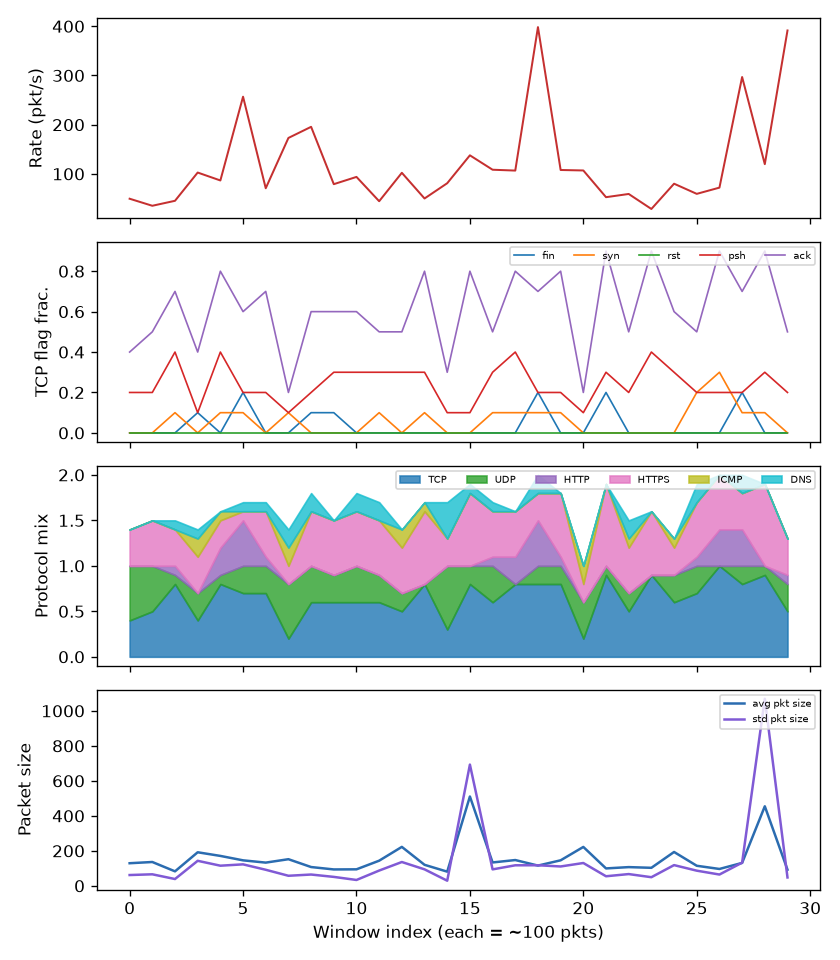 400
300
200
100
Rate (pkt/s)
fin syn rst psh ack
0.8
0.6
0.4
0.2
0.0
TCP flag frac.
TCP UDP HTTP HTTPS ICMP DNS
2.0
1.5
1.0
0.5
0.0
Protocol mix
avg pkt size
std pkt size
1000
800
600
400
200
0
Packet size
0 5 10 15 20 25 30
Window index (each = ~100 pkts)